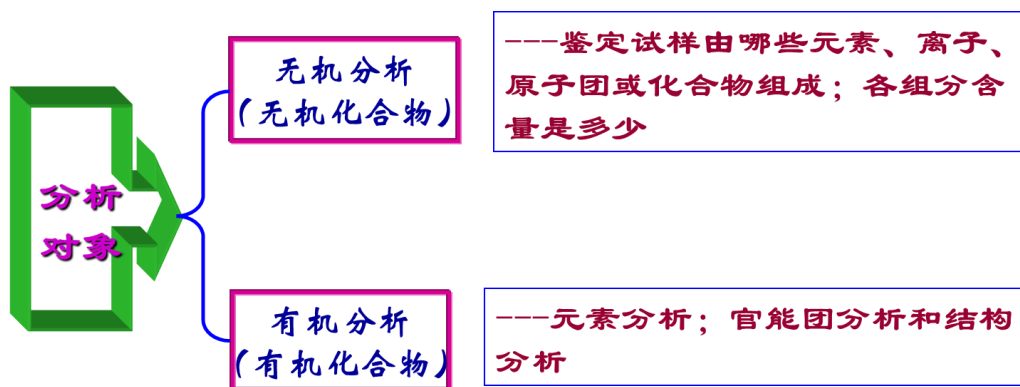 分析
对象
无机分析
(无机化合物)
---鉴定试样由哪些元素、离子、
原子团或化合物组成；各组分含
量是多少
有机分析
(有机化合物)
---元素分析；官能团分析和结构
分析